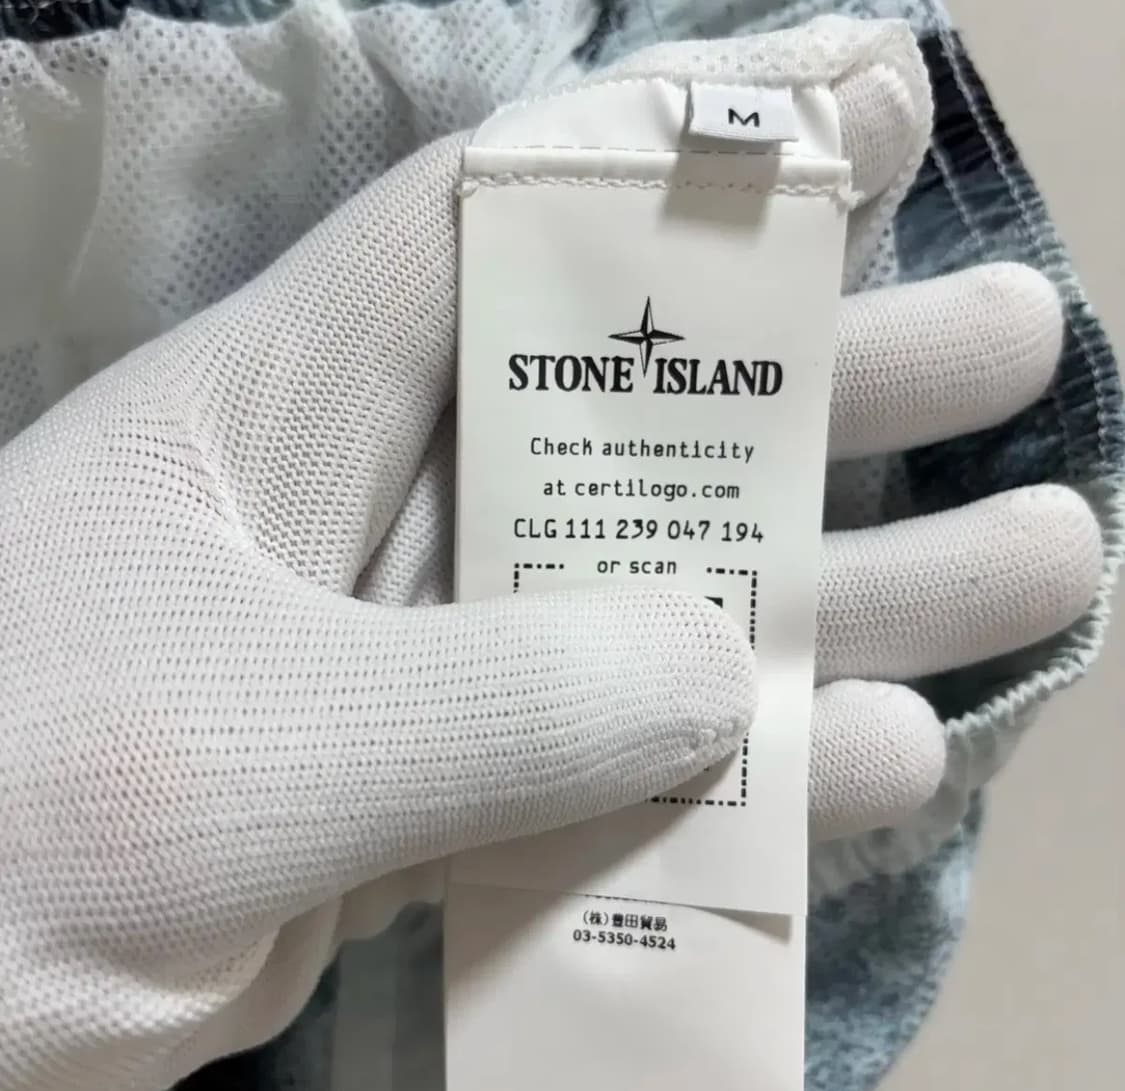 M
STONE ISLAND
Check authenticity
at certilogo.com
CLG 111 239 047 194
or scan
(株)豊田貿易
03-5350-4524